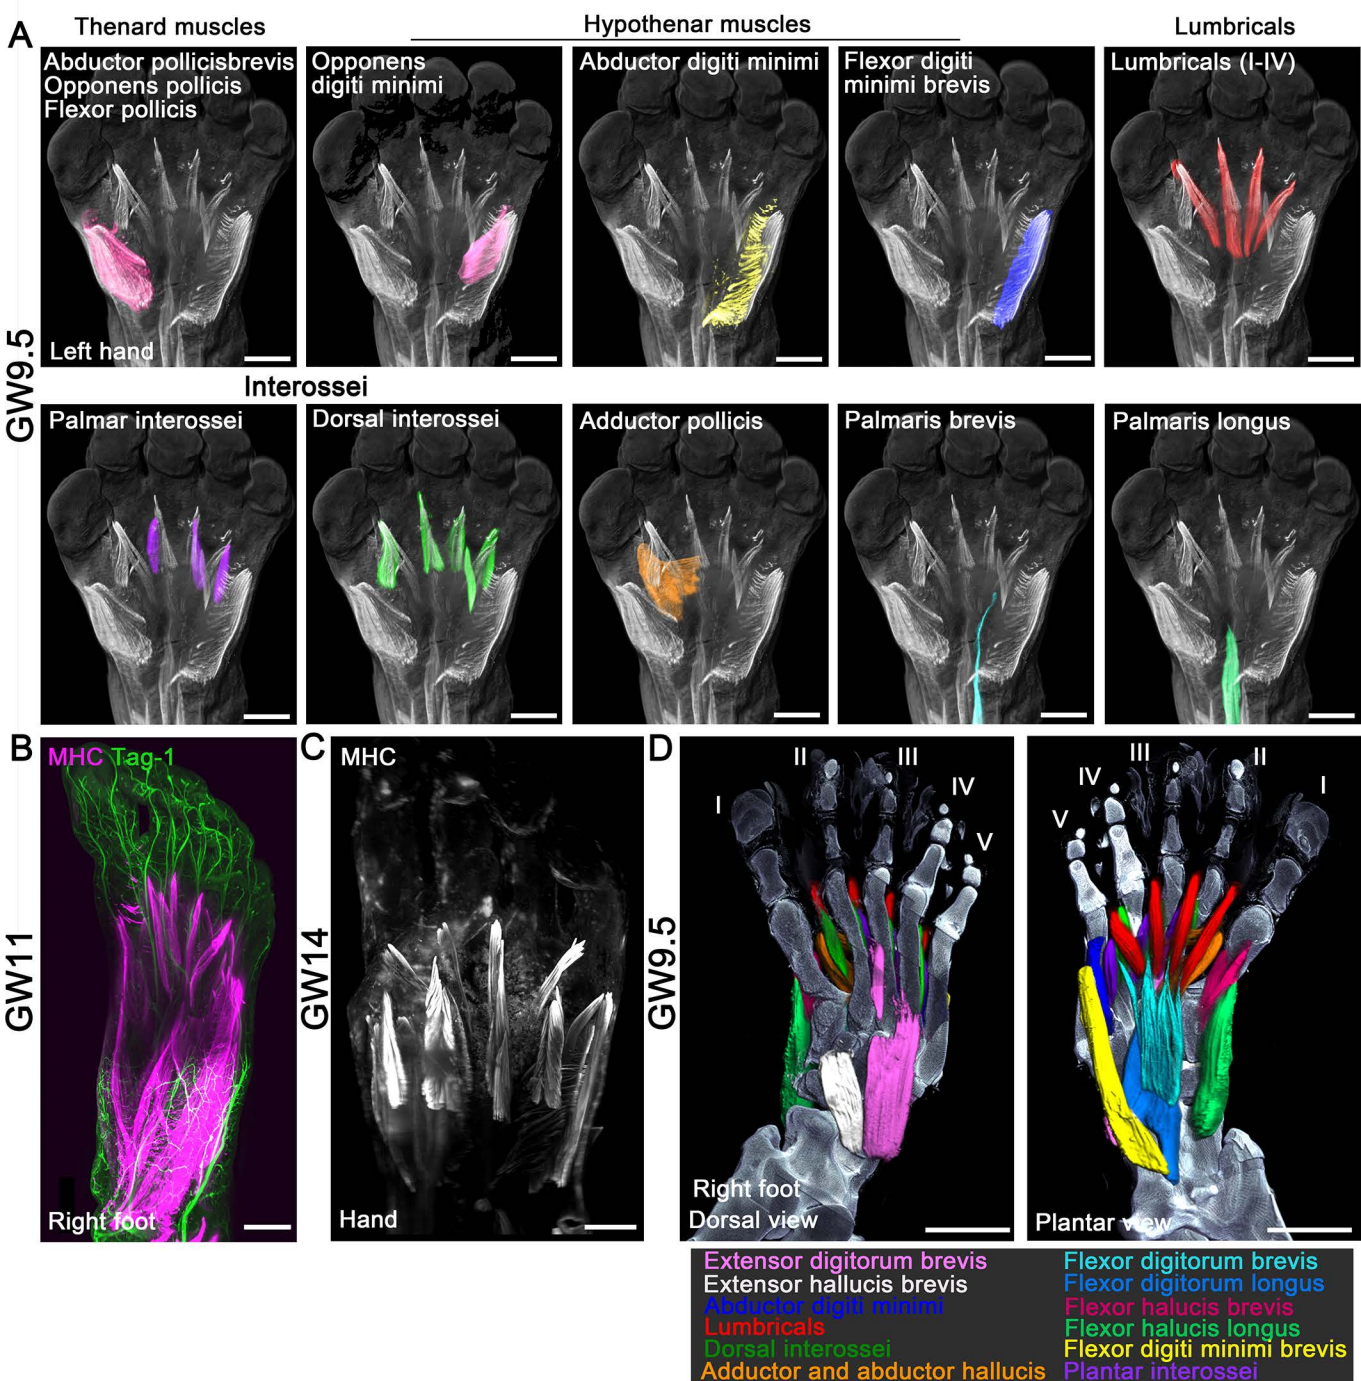 A
Thenard muscles
Hypothenar muscles
Lumbricals
GW9.5
Abductor pollicisbrevis
Opponens pollicis
Flexor pollicis
Left hand
Opponens
digiti minimi
Abductor digiti minimi
Flexor digiti
minimi brevis
Lumbricals (I-IV)
Interossei
Palmar interossei
Dorsal interossei
Adductor pollicis
Palmaris brevis
Palmaris longus
B
GW11
MHC Tag-1
Right foot
C
GW14
MHC
Hand
D
GW9.5
I
II
III
IV
V
Right foot
Dorsal view
V
IV
III
II
I
Plantar view
Extensor digitorum brevis
Extensor hallucis brevis
Abductor digiti minimi
Lumbricals
Dorsal interossei
Adductor and abductor hallucis
Flexor digitorum brevis
Flexor digitorum longus
Flexor halucis brevis
Flexor halucis longus
Flexor digiti minimi brevis
Plantar interossei